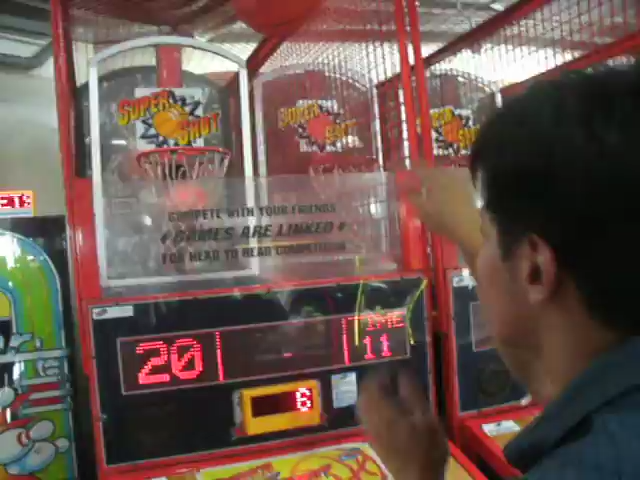 SUPER SHOT
SUPER SHOT
COMPETE WITH YOUR FRIENDS
GAMES ARE LINKED
FOR HEAD TO HEAD COMPETITION
TIME
20 - 11
6